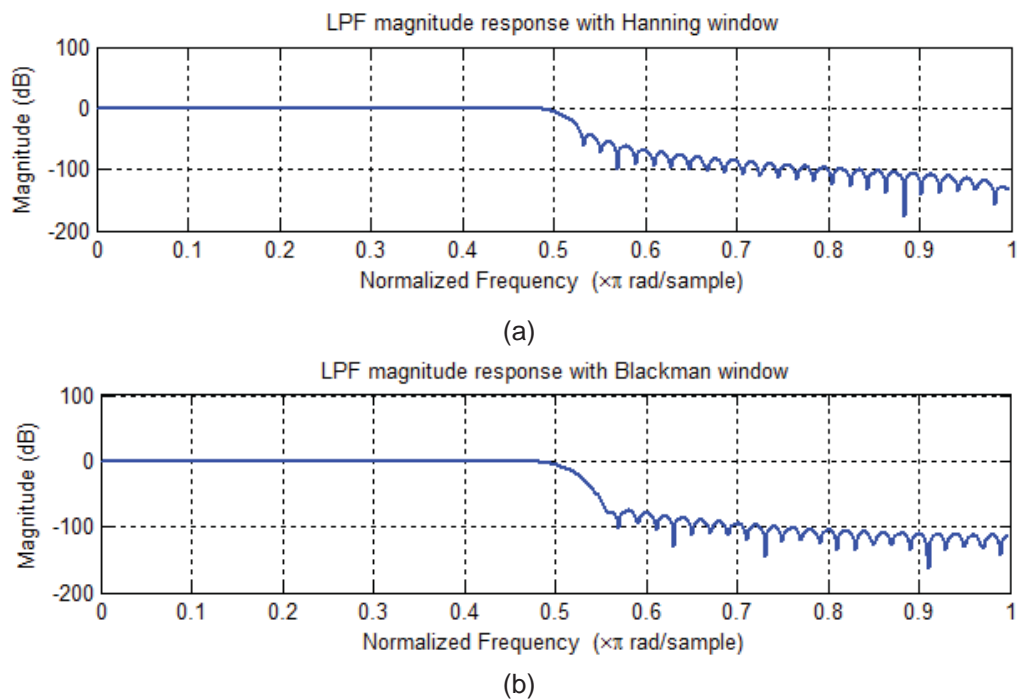 LPF magnitude response with Hanning window
Magnitude (dB)
100
0
-100
-200
0 0.1 0.2 0.3 0.4 0.5 0.6 0.7 0.8 0.9 1
Normalized Frequency (×π rad/sample)
(a)
LPF magnitude response with Blackman window
Magnitude (dB)
100
0
-100
-200
0 0.1 0.2 0.3 0.4 0.5 0.6 0.7 0.8 0.9 1
Normalized Frequency (×π rad/sample)
(b)